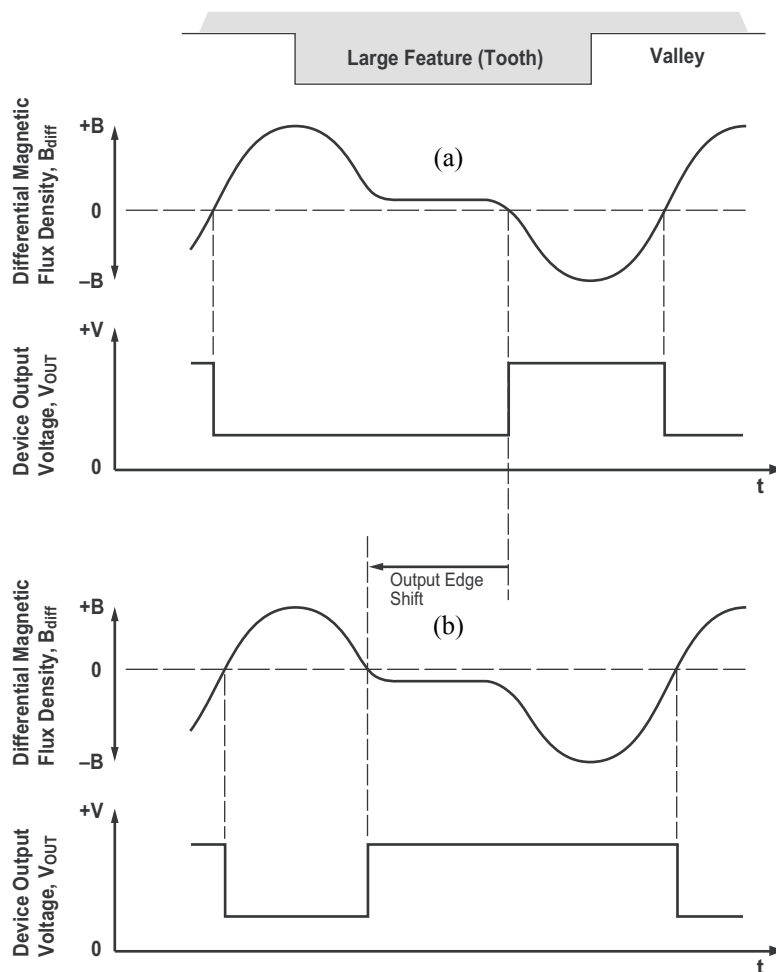 Large Feature (Tooth)
Valley
+B
0
–B
Differential Magnetic
Flux Density, Bdiff
(a)
+V
0
Device Output
Voltage, VOUT
t
Output Edge
Shift
+B
0
–B
Differential Magnetic
Flux Density, Bdiff
(b)
+V
0
Device Output
Voltage, VOUT
t